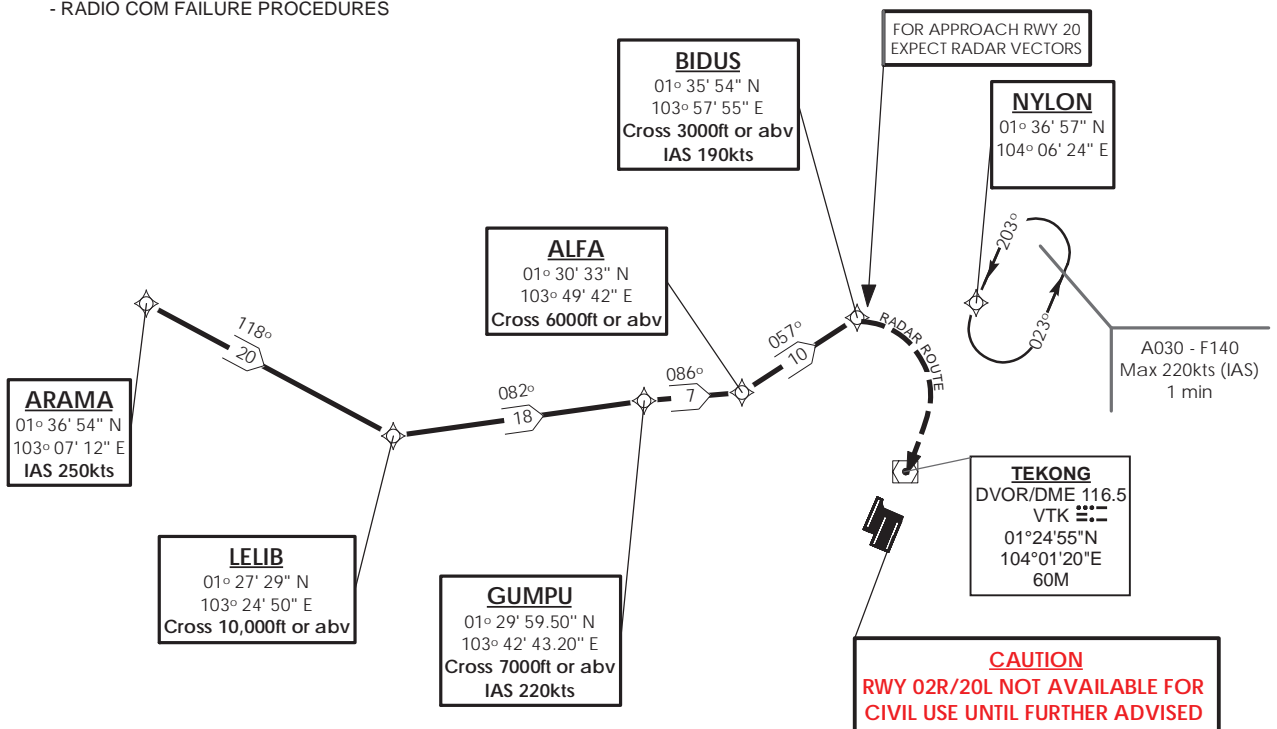 - RADIO COM FAILURE PROCEDURES
FOR APPROACH RWY 20
EXPECT RADAR VECTORS
BIDUS
01° 35' 54" N
103° 57' 55" E
Cross 3000ft or abv
IAS 190kts
NYLON
01° 36' 57" N
104° 06' 24" E
ALFA
01° 30' 33" N
103° 49' 42" E
Cross 6000ft or abv
203°
023°
A030 - F140
Max 220kts (IAS)
1 min
118°
20
082°
18
086°
7
057°
10
RADAR ROUTE
ARAMA
01° 36' 54" N
103° 07' 12" E
IAS 250kts
LELIB
01° 27' 29" N
103° 24' 50" E
Cross 10,000ft or abv
GUMPU
01° 29' 59.50" N
103° 42' 43.20" E
Cross 7000ft or abv
IAS 220kts
TEKONG
DVOR/DME 116.5
VTK
01°24'55"N
104°01'20"E
60M
CAUTION
RWY 02R/20L NOT AVAILABLE FOR
CIVIL USE UNTIL FURTHER ADVISED